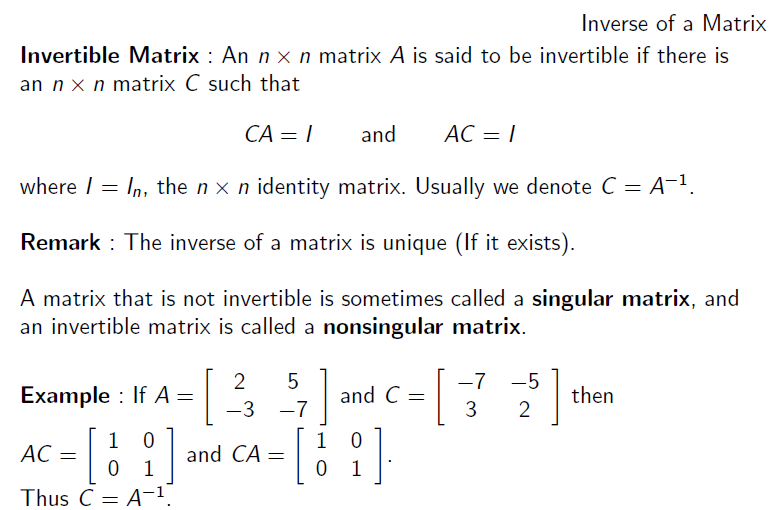 Inverse of a Matrix
Invertible Matrix : An n × n matrix A is said to be invertible if there is
an n × n matrix C such that
CA = I and AC = I
where I = Iₙ, the n × n identity matrix. Usually we denote C = A⁻¹.
Remark : The inverse of a matrix is unique (If it exists).
A matrix that is not invertible is sometimes called a singular matrix, and
an invertible matrix is called a nonsingular matrix.
Example : If A = [ 2 5 ; −3 −7 ] and C = [ −7 −5 ; 3 2 ] then
AC = [ 1 0 ; 0 1 ] and CA = [ 1 0 ; 0 1 ].
Thus C = A⁻¹.